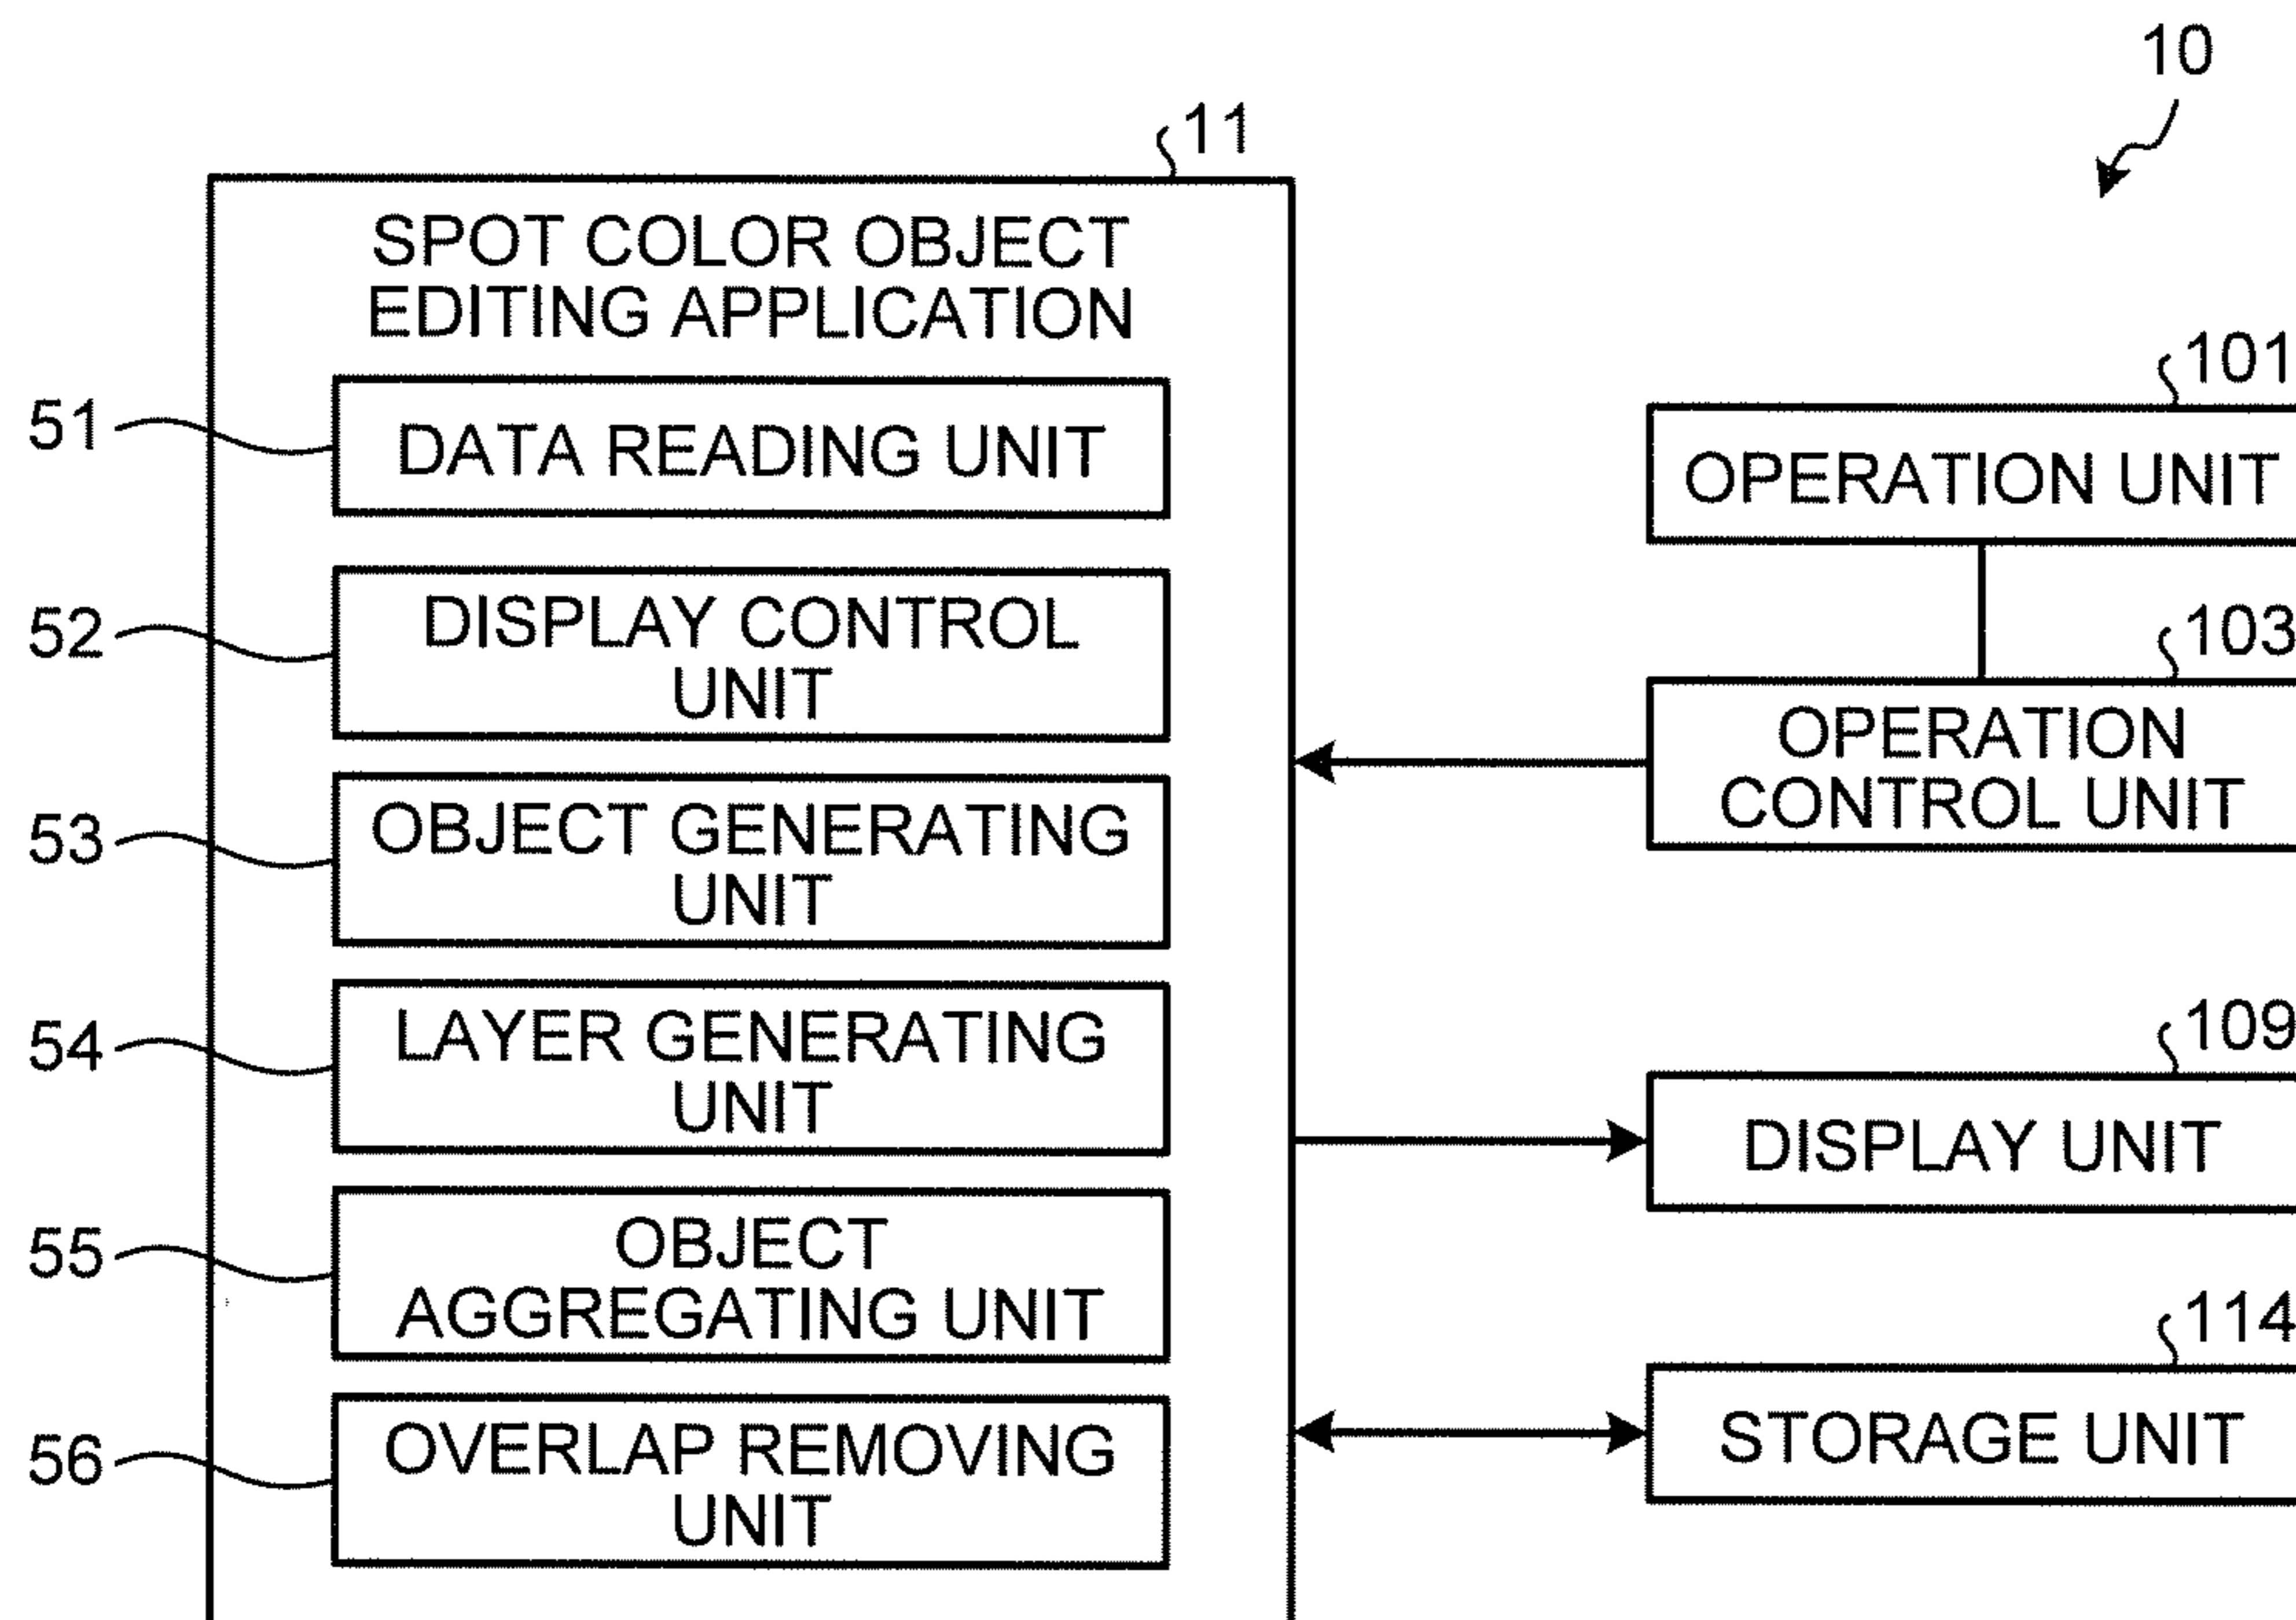 10
11
SPOT COLOR OBJECT
EDITING APPLICATION
51
DATA READING UNIT
52
DISPLAY CONTROL
UNIT
53
OBJECT GENERATING
UNIT
54
LAYER GENERATING
UNIT
55
OBJECT
AGGREGATING UNIT
56
OVERLAP REMOVING
UNIT
101
OPERATION UNIT
103
OPERATION
CONTROL UNIT
109
DISPLAY UNIT
114
STORAGE UNIT